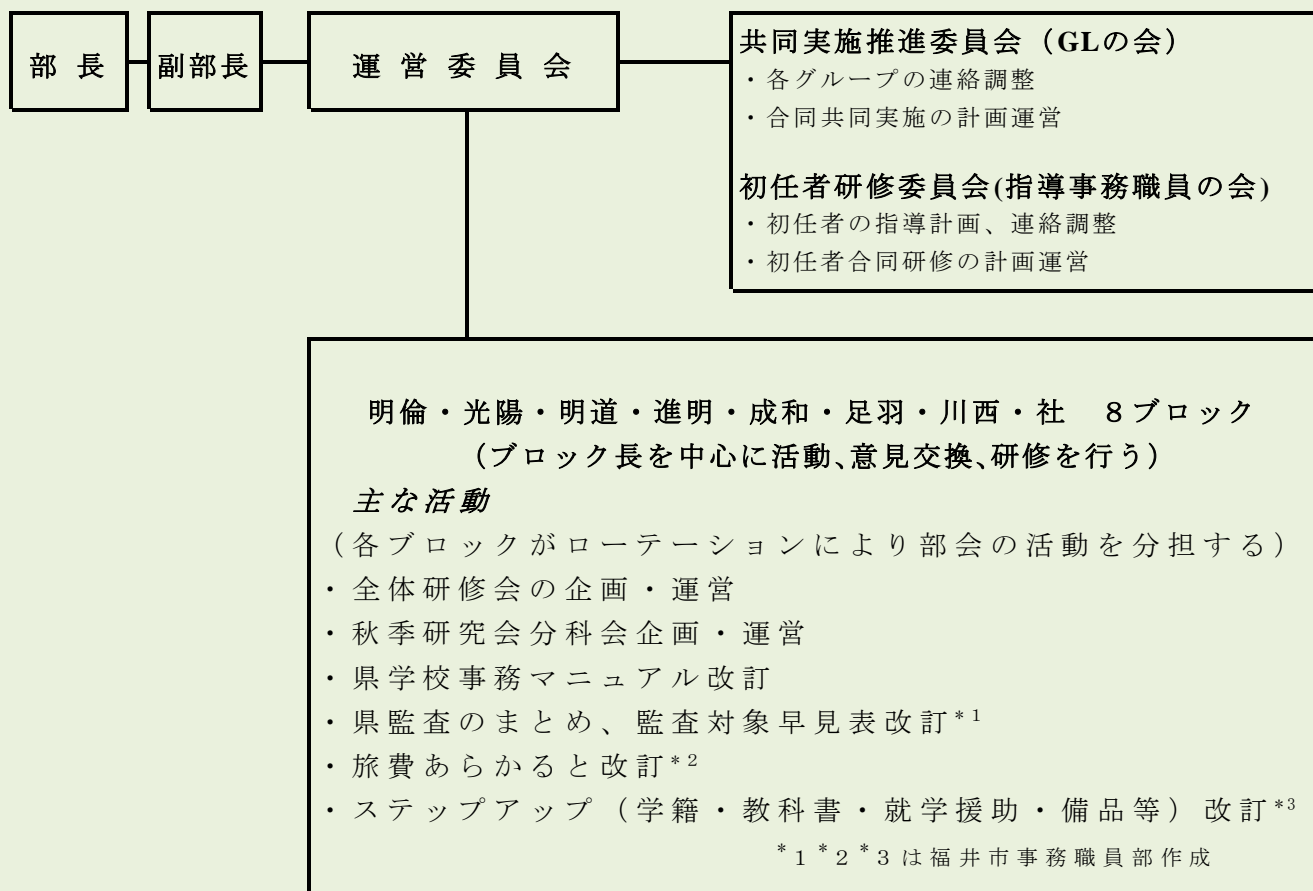 部長
副部長
運営委員会
共同実施推進委員会（GLの会）
・各グループの連絡調整
・合同共同実施の計画運営
初任者研修委員会(指導事務職員の会)
・初任者の指導計画、連絡調整
・初任者合同研修の計画運営
明倫・光陽・明道・進明・成和・足羽・川西・社　８ブロック
（ブロック長を中心に活動、意見交換、研修を行う）
主な活動
（各ブロックがローテーションにより部会の活動を分担する）
・全体研修会の企画・運営
・秋季研究会分科会企画・運営
・県学校事務マニュアル改訂
・県監査のまとめ、監査対象早見表改訂*1
・旅費あらかると改訂*2
・ステップアップ（学籍・教科書・就学援助・備品等）改訂*3
*1 *2 *3は福井市事務職員部作成